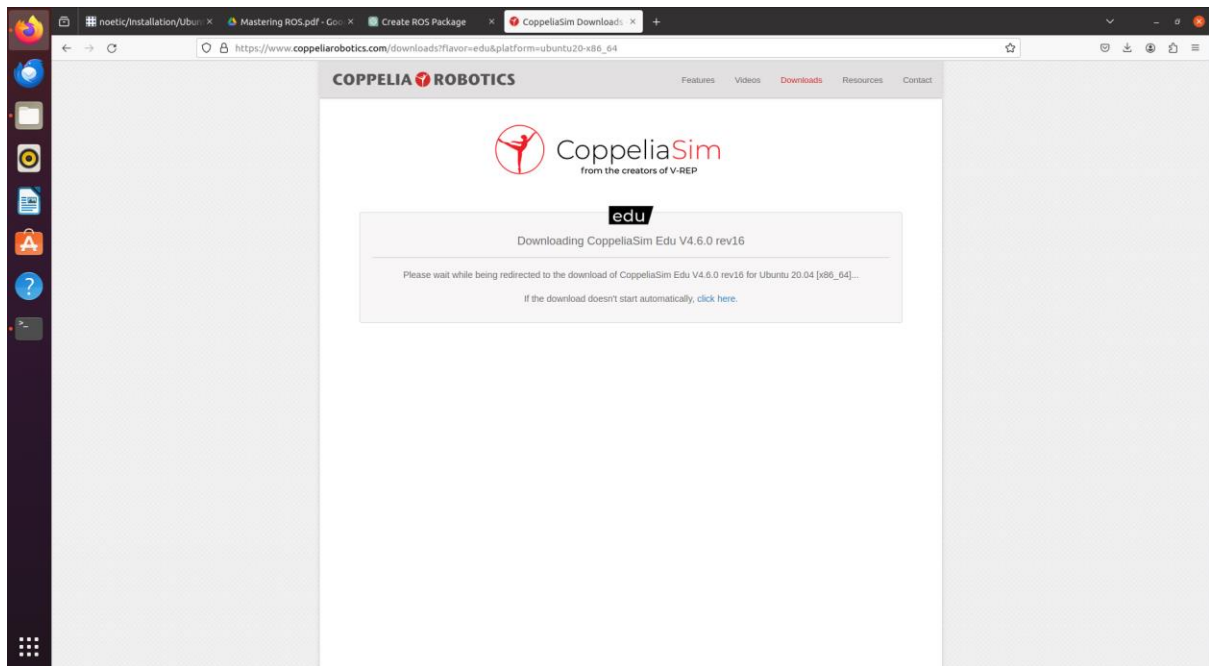 noetic/Installation/Ubun
Mastering ROS.pdf - Goo
Create ROS Package
CoppeliaSim Downloads
https://www.coppeliarobotics.com/downloads?flavor=edu&platform=ubuntu20-x86_64
COPPELIA ROBOTICS
Features Videos Downloads Resources Contact
CoppeliaSim
from the creators of V-REP
edu
Downloading CoppeliaSim Edu V4.6.0 rev16
Please wait while being redirected to the download of CoppeliaSim Edu V4.6.0 rev16 for Ubuntu 20.04 [x86_64]...
If the download doesn't start automatically, click here.